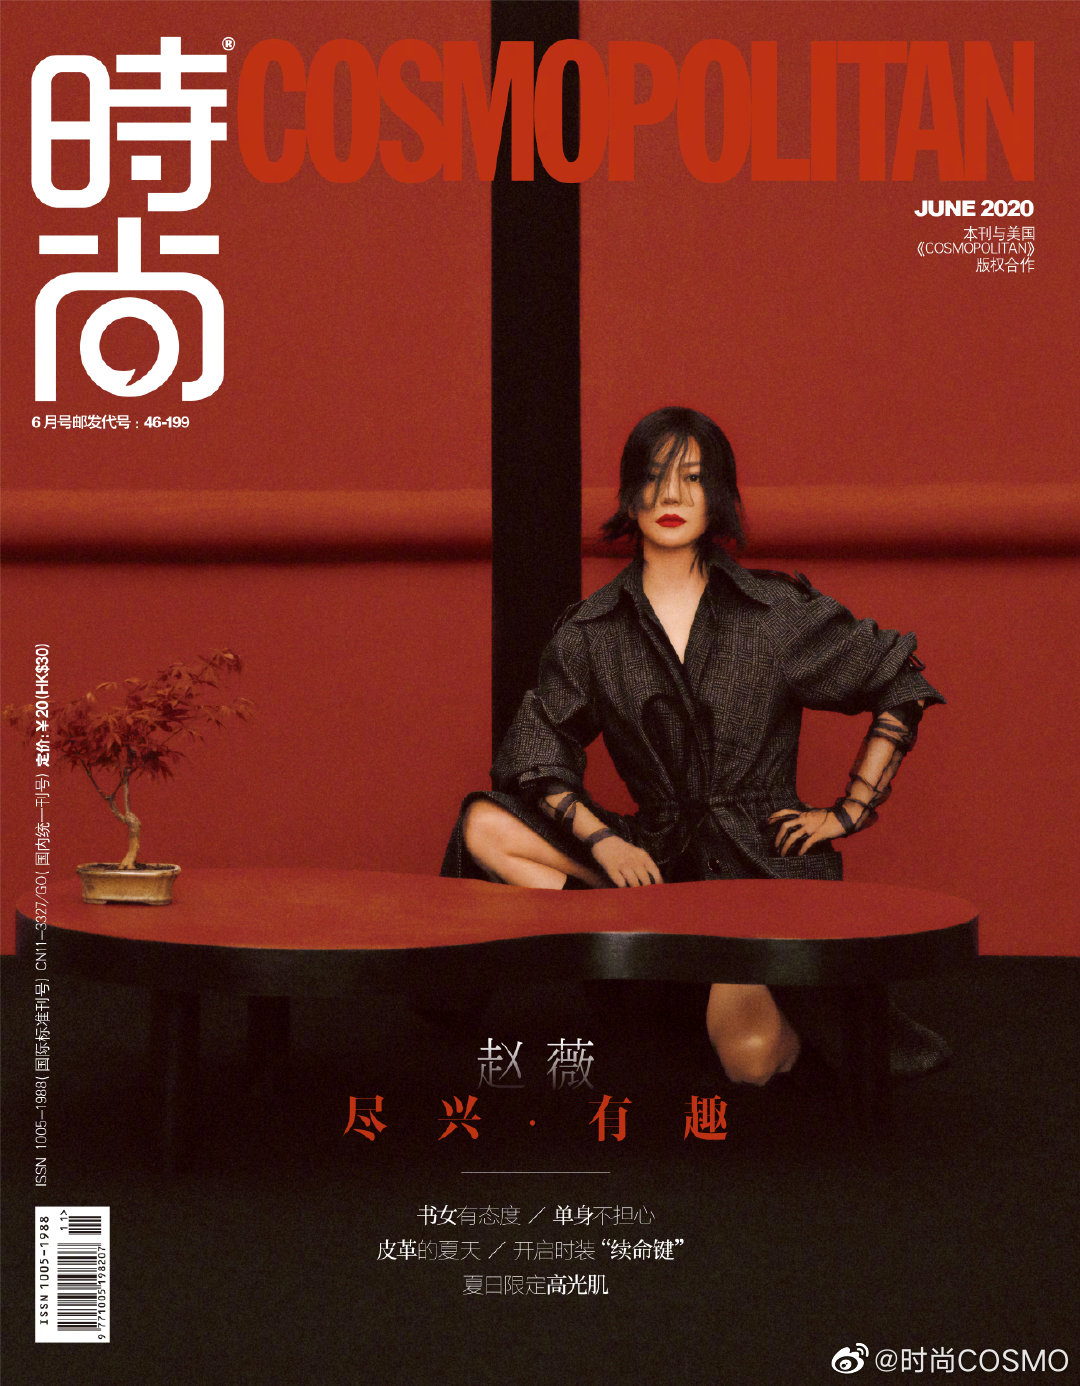 時尚®
COSMOPOLITAN
JUNE 2020
本刊与美国
《COSMOPOLITAN》
版权合作
6月号邮发代号：46-199
ISSN 1005-1988(国际标准刊号) CN11-3327/GO(国内统一刊号) 定价:¥20(HK$30)
赵薇
尽兴·有趣
书女有态度 / 单身不担心
皮革的夏天 / 开启时装“续命键”
夏日限定高光肌
ISSN 1005-1988
11>
9 771005 198207
@时尚COSMO